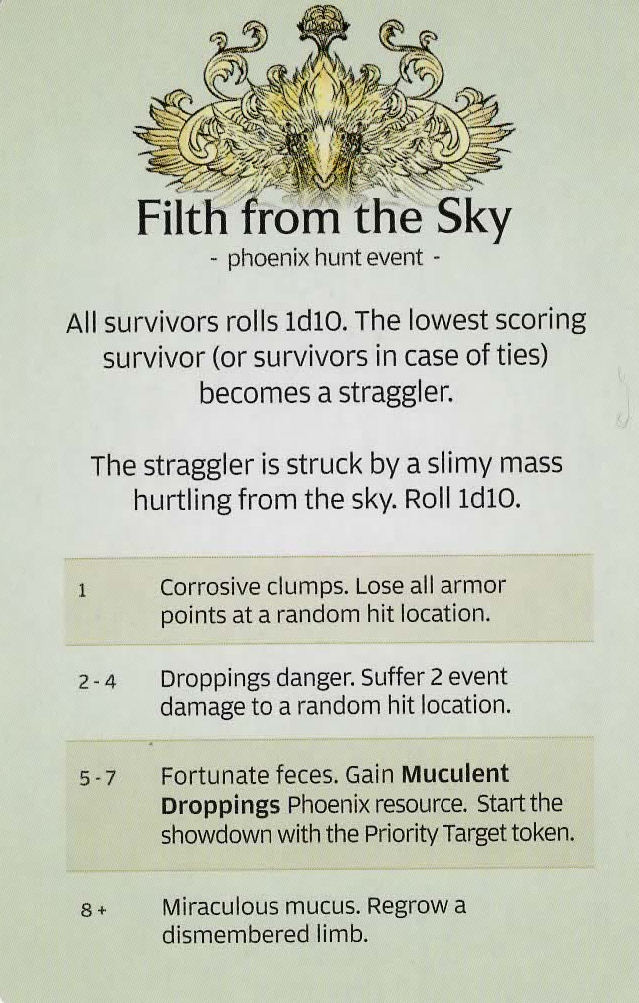 Filth from the Sky
- phoenix hunt event -
All survivors rolls 1d10. The lowest scoring
survivor (or survivors in case of ties)
becomes a straggler.
The straggler is struck by a slimy mass
hurtling from the sky. Roll 1d10.
1 Corrosive clumps. Lose all armor
points at a random hit location.
2 - 4 Droppings danger. Suffer 2 event
damage to a random hit location.
5 - 7 Fortunate feces. Gain Muculent
Droppings Phoenix resource. Start the
showdown with the Priority Target token.
8 + Miraculous mucus. Regrow a
dismembered limb.